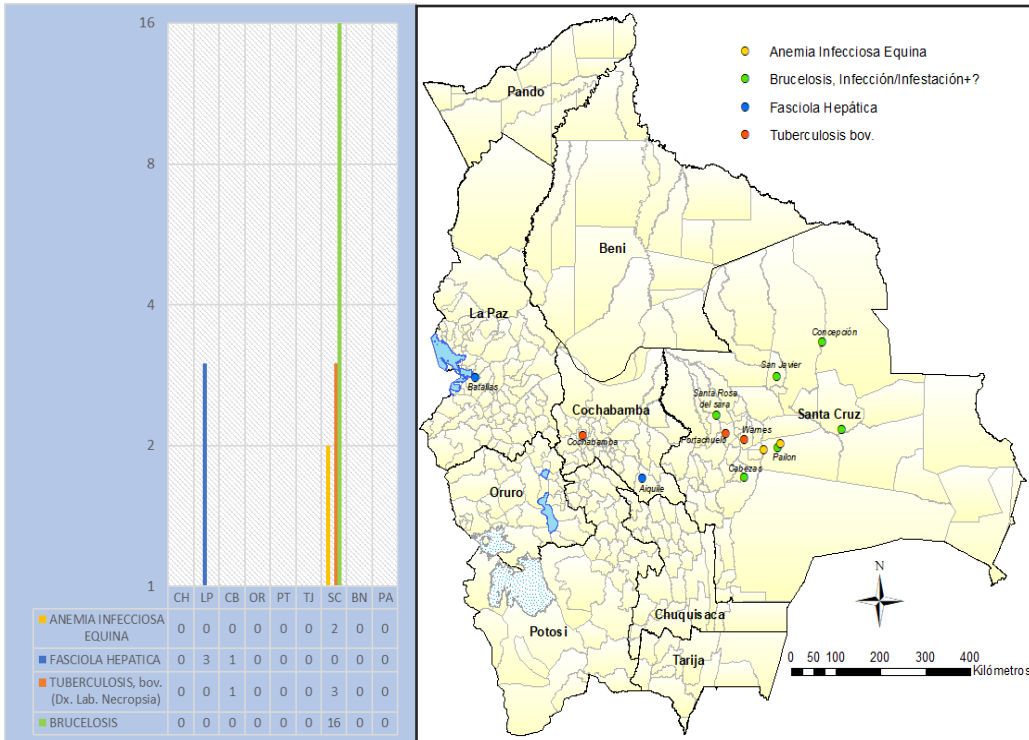 16
8
4
2
1
CH LP CB OR PT TJ SC BN PA
ANEMIA INFECCIOSA EQUINA 0 0 0 0 0 0 2 0 0
FASCIOLA HEPATICA 0 3 1 0 0 0 0 0 0
TUBERCULOSIS, bov. (Dx. Lab. Necropsia) 0 0 1 0 0 0 3 0 0
BRUCELOSIS 0 0 0 0 0 0 16 0 0
Anemia Infecciosa Equina
Brucelosis, Infección/Infestación+?
Fasciola Hepática
Tuberculosis bov.
Pando
Beni
La Paz
Batallas
Concepción
San Javier
Santa Rosa
del sara
Santa Cruz
Cochabamba
Cochabamba
Portachuelo
Warnes
Pailon
Cabezas
Aiquile
Oruro
Potosi
Chuquisaca
Tarija
N
0 50 100 200 300 400
Kilómetros